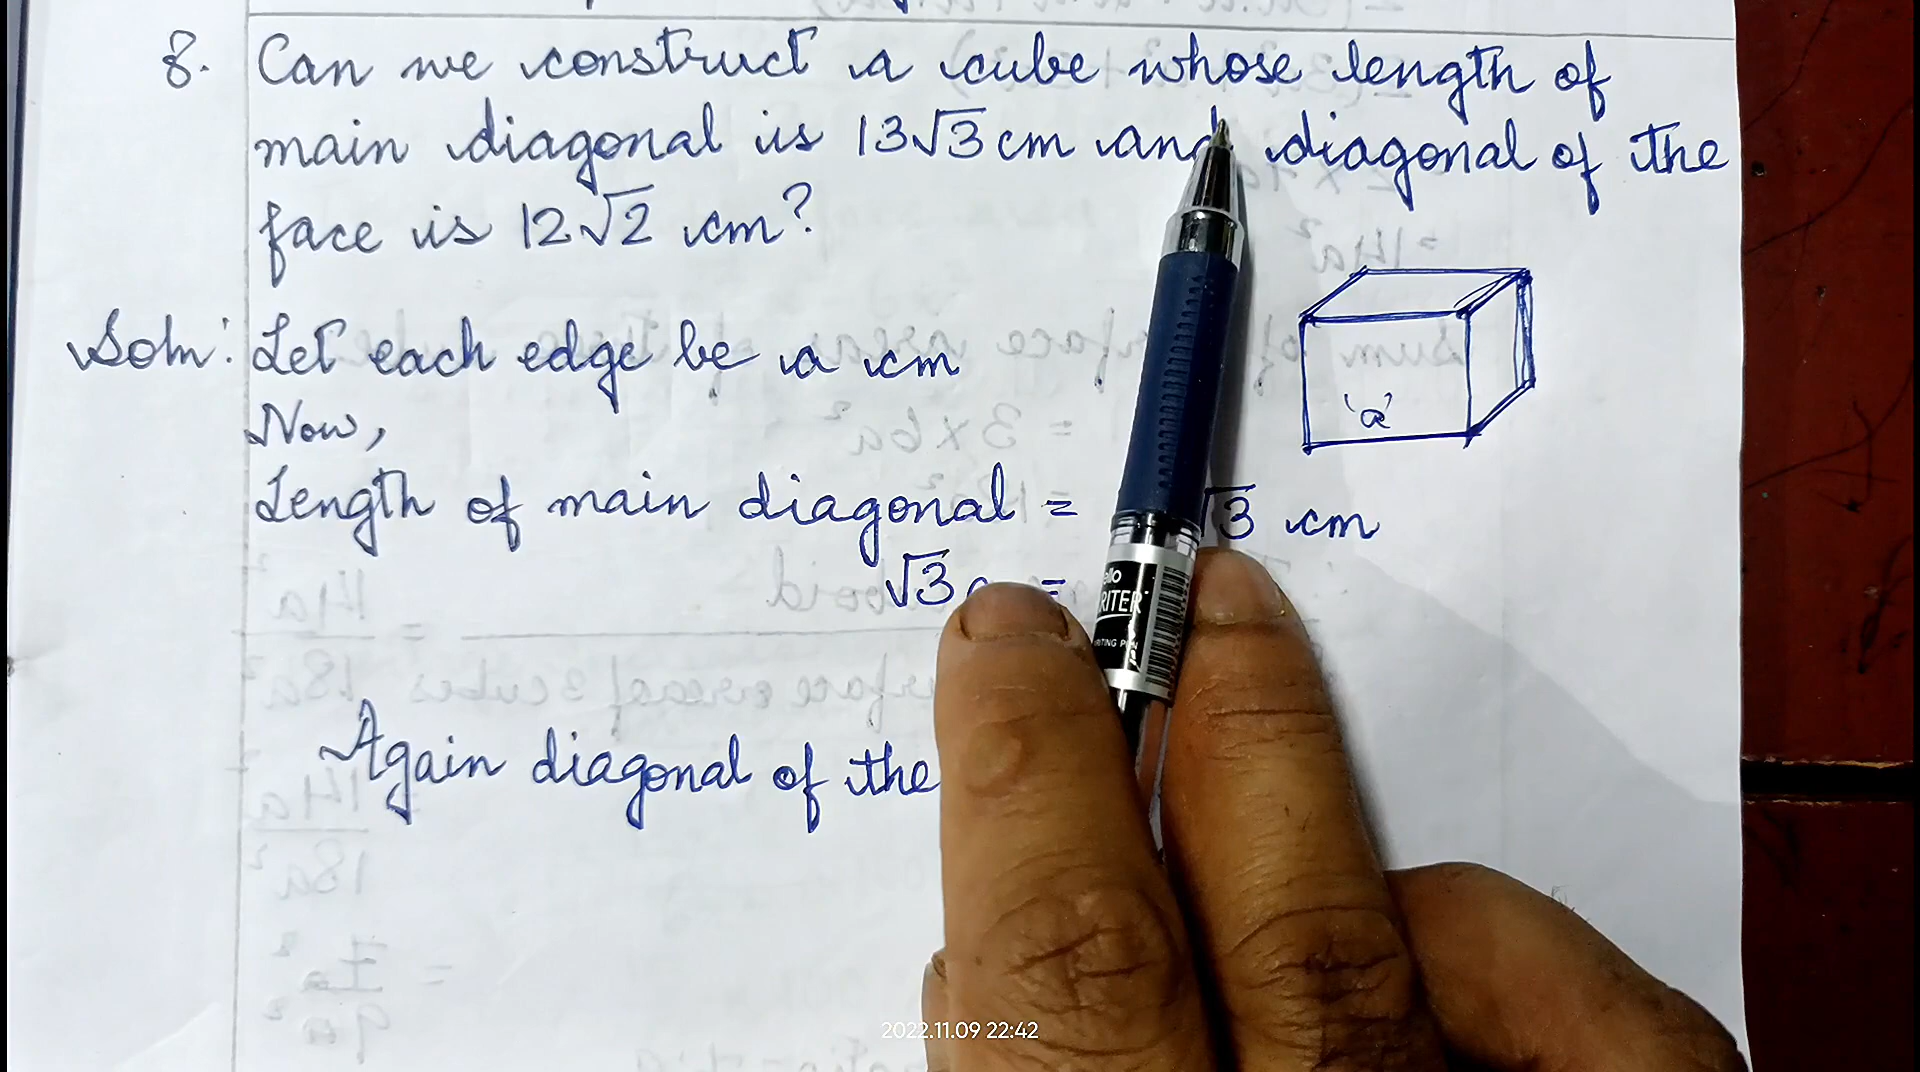 8. Can we construct a cube whose length of
main diagonal is 13√3 cm and diagonal of the
face is 12√2 cm?
Soln: Let each edge be a cm
Now,
'a'
Length of main diagonal = √3 cm
√3 =
Again diagonal of the
RITER
2022.11.09 22:42